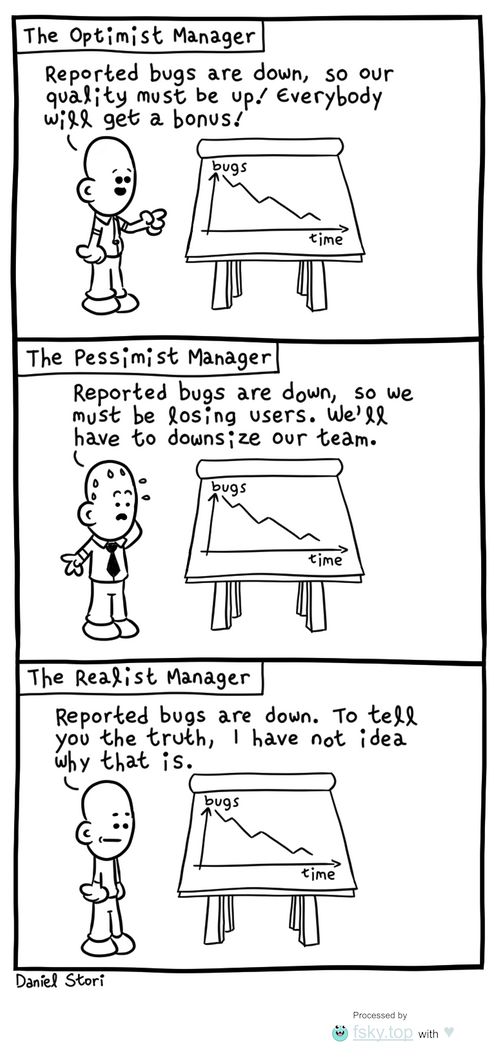 The Optimist Manager
Reported bugs are down, so our
quality must be up! Everybody
will get a bonus!
bugs
time
The Pessimist Manager
Reported bugs are down, so we
must be losing users. We'll
have to downsize our team.
bugs
time
The Realist Manager
Reported bugs are down. To tell
you the truth, I have not idea
why that is.
bugs
time
Daniel Stori
Processed by
fsky.top with ♥